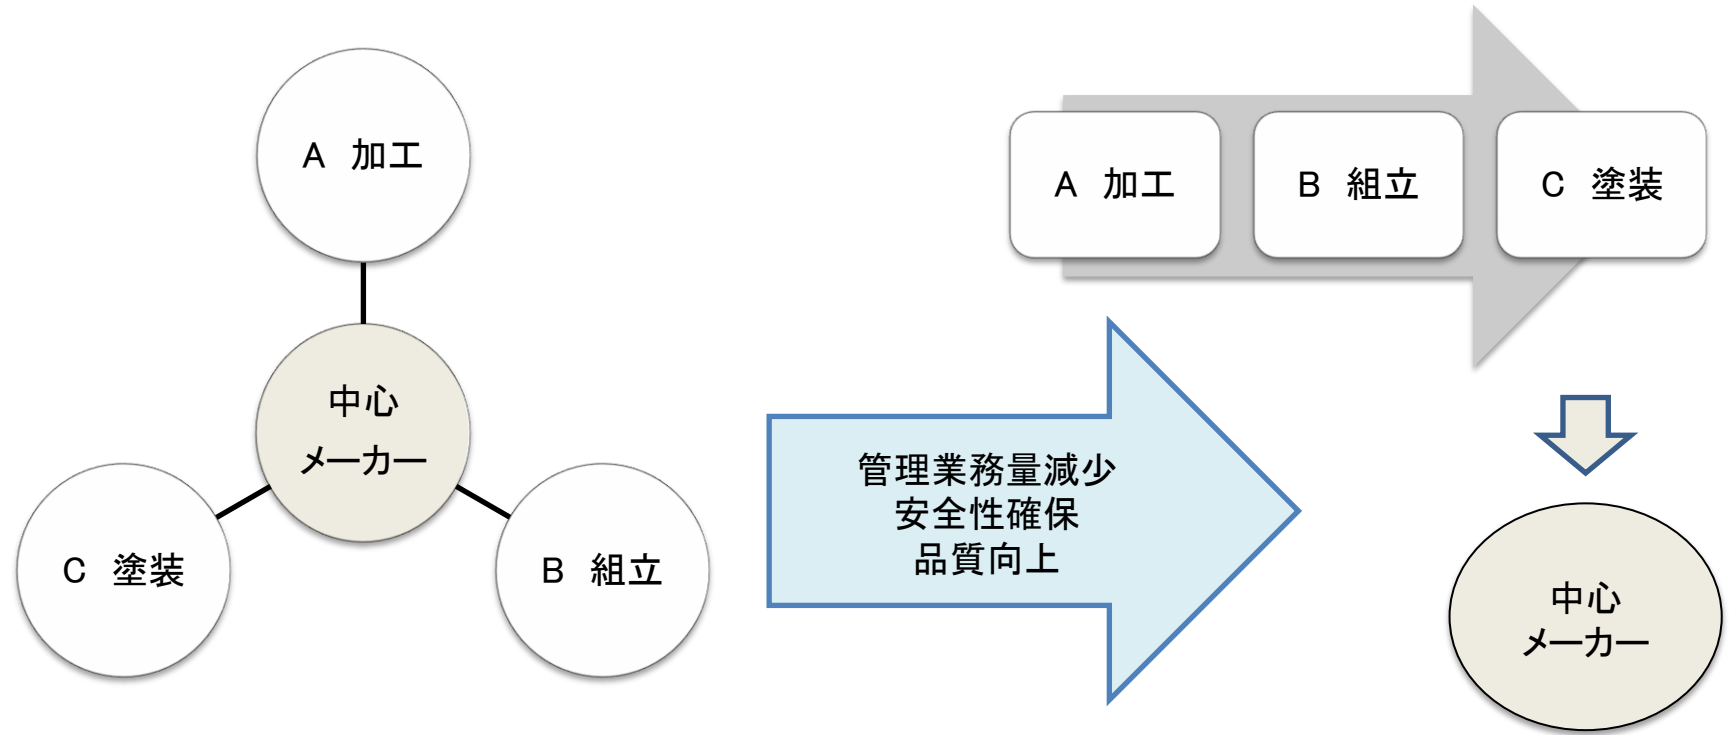 A 加工
中心
メーカー
C 塗装
B 組立
管理業務量減少
安全性確保
品質向上
A 加工
B 組立
C 塗装
中心
メーカー